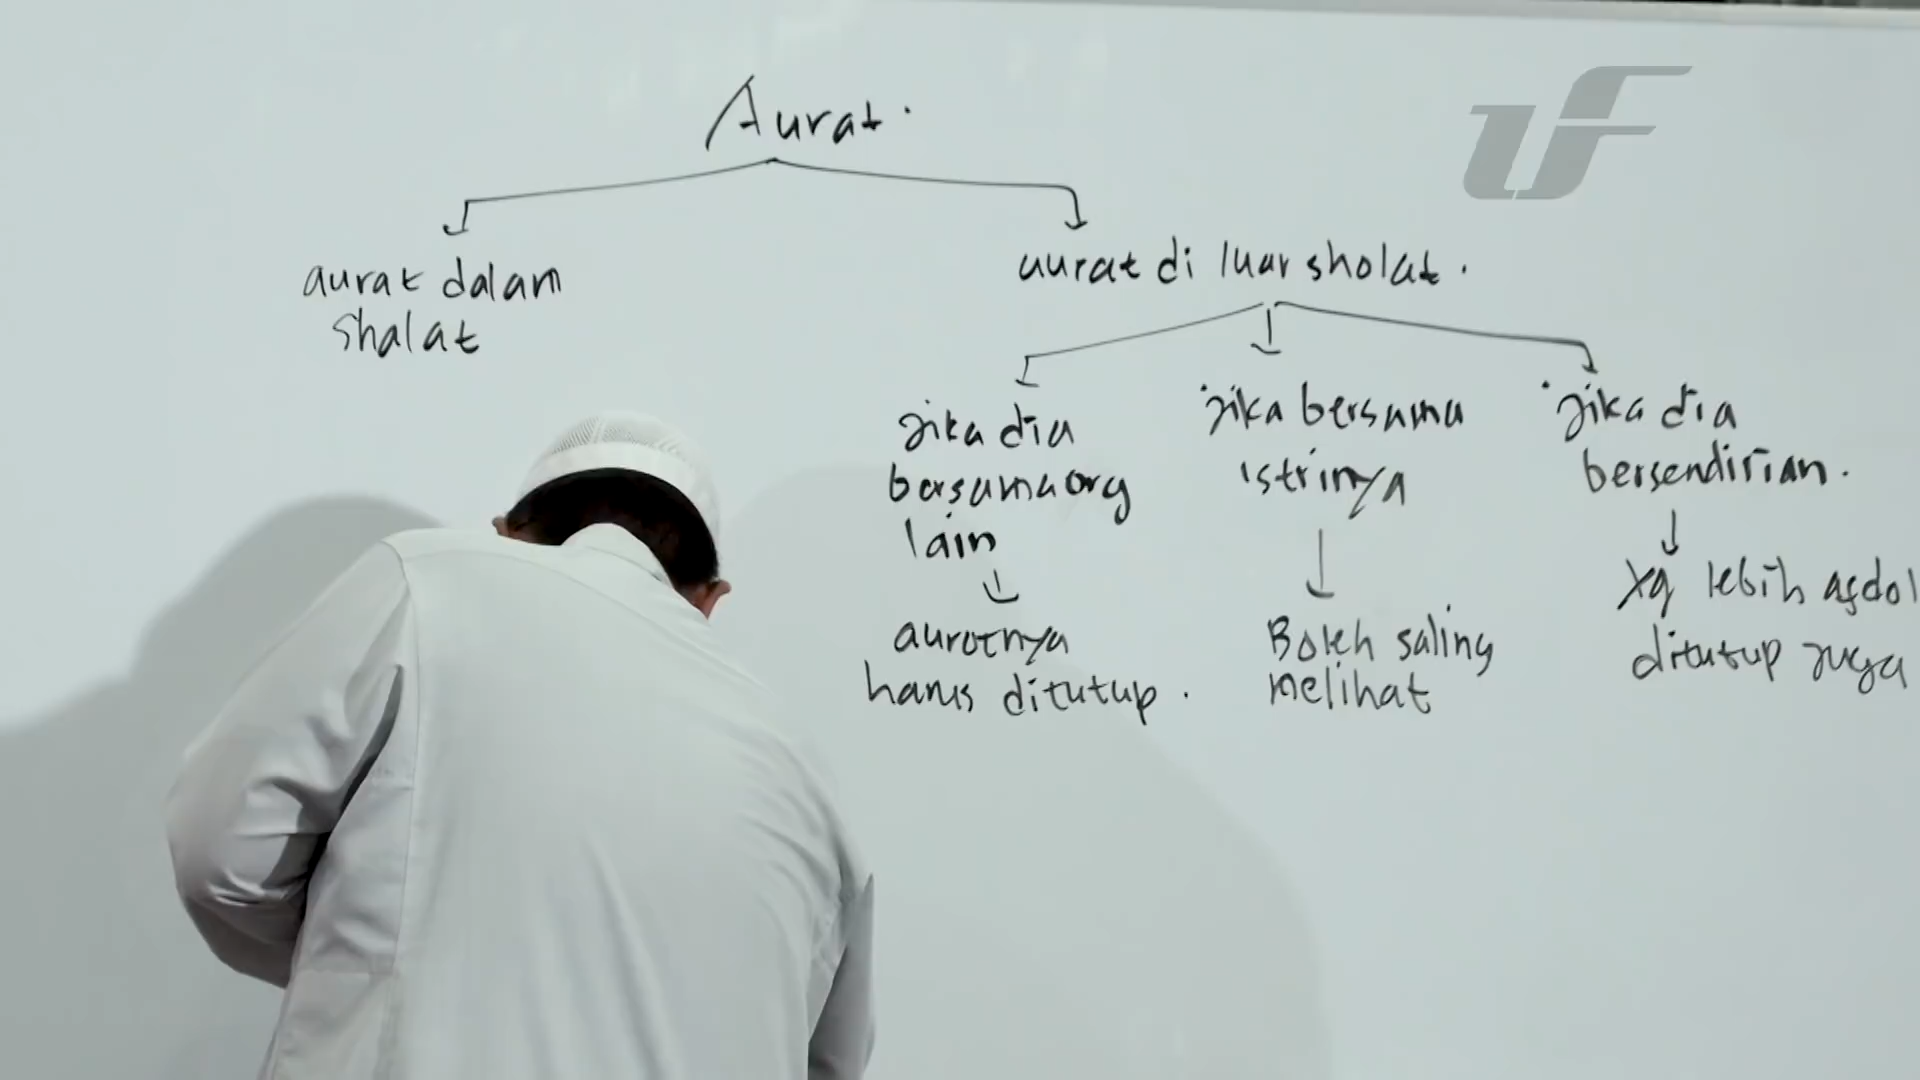 Aurat.
aurat dalam
shalat
aurat di luar sholat.
jika dia
bersama org
lain
aurotnya
harus ditutup.
jika bersama
istrinya
Boleh saling
melihat
jika dia
bersendirian.
yg lebih afdol
ditutup juga